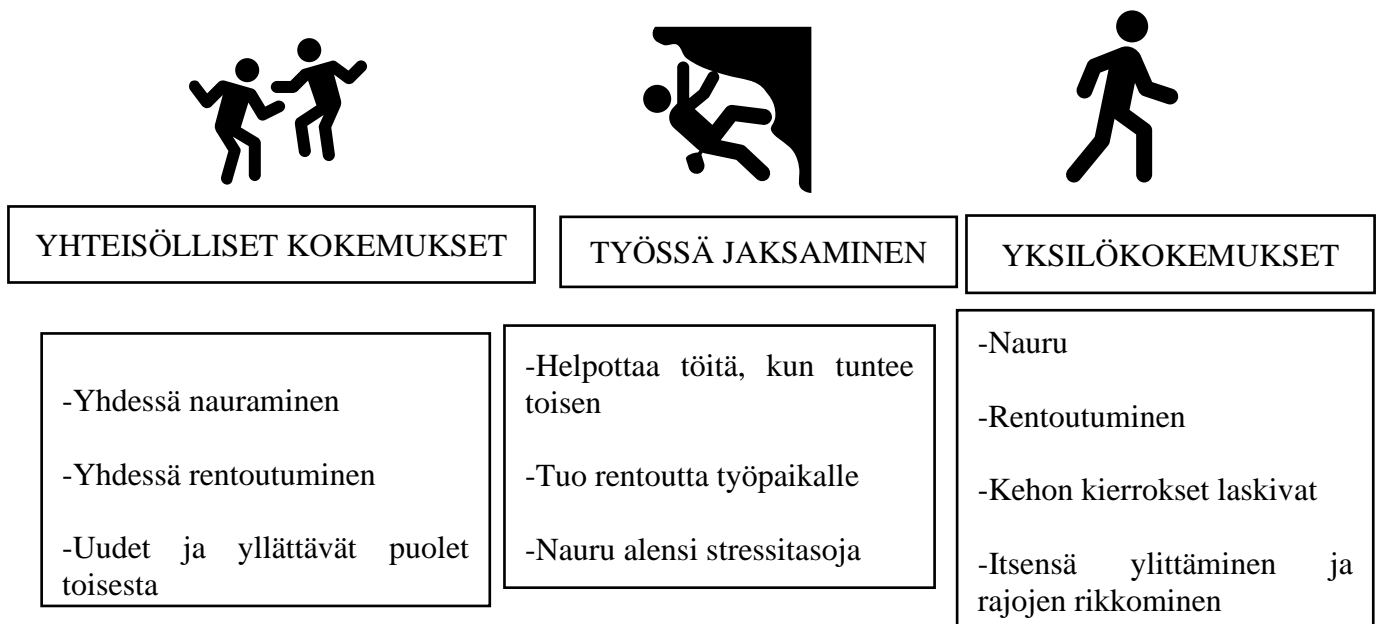 YHTEISÖLLISET KOKEMUKSET
-Yhdessä nauraminen
-Yhdessä rentoutuminen
-Uudet ja yllättävät puolet
toisesta
TYÖSSÄ JAKSAMINEN
-Helpottaa töitä, kun tuntee
toisen
-Tuo rentoutta työpaikalle
-Nauru alensi stressitasoja
YKSILÖKOKEMUKSET
-Nauru
-Rentoutuminen
-Kehon kierrokset laskivat
-Itsensä ylittäminen ja
rajojen rikkominen